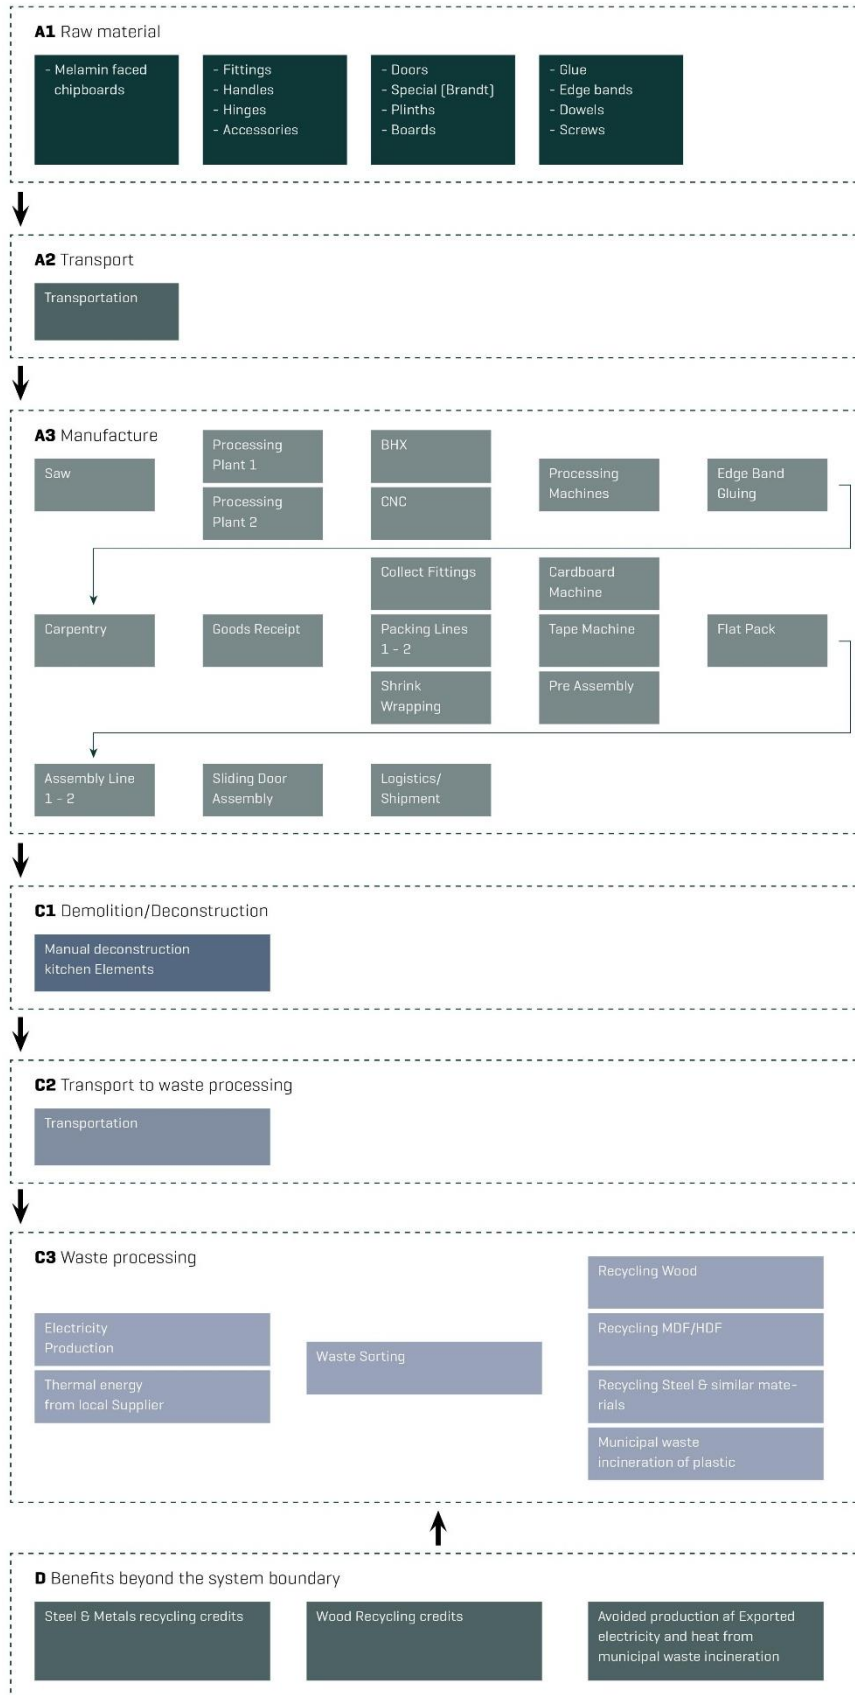 A1 Raw material
- Melamin faced
chipboards
- Fittings
- Handles
- Hinges
- Accessories
- Doors
- Special (Brandt)
- Plinths
- Boards
- Glue
- Edge bands
- Dowels
- Screws
A2 Transport
Transportation
A3 Manufacture
Saw
Processing
Plant 1
Processing
Plant 2
BHX
CNC
Processing
Machines
Edge Band
Gluing
Carpentry
Goods Receipt
Collect Fittings
Packing Lines
1 - 2
Shrink
Wrapping
Cardboard
Machine
Tape Machine
Pre Assembly
Flat Pack
Assembly Line
1 - 2
Sliding Door
Assembly
Logistics/
Shipment
C1 Demolition/Deconstruction
Manual deconstruction
kitchen Elements
C2 Transport to waste processing
Transportation
C3 Waste processing
Electricity
Production
Thermal energy
from local Supplier
Waste Sorting
Recycling Wood
Recycling MDF/HDF
Recycling Steel & similar mate-
rials
Municipal waste
incineration of plastic
D Benefits beyond the system boundary
Steel & Metals recycling credits
Wood Recycling credits
Avoided production af Exported
electricity and heat from
municipal waste incineration